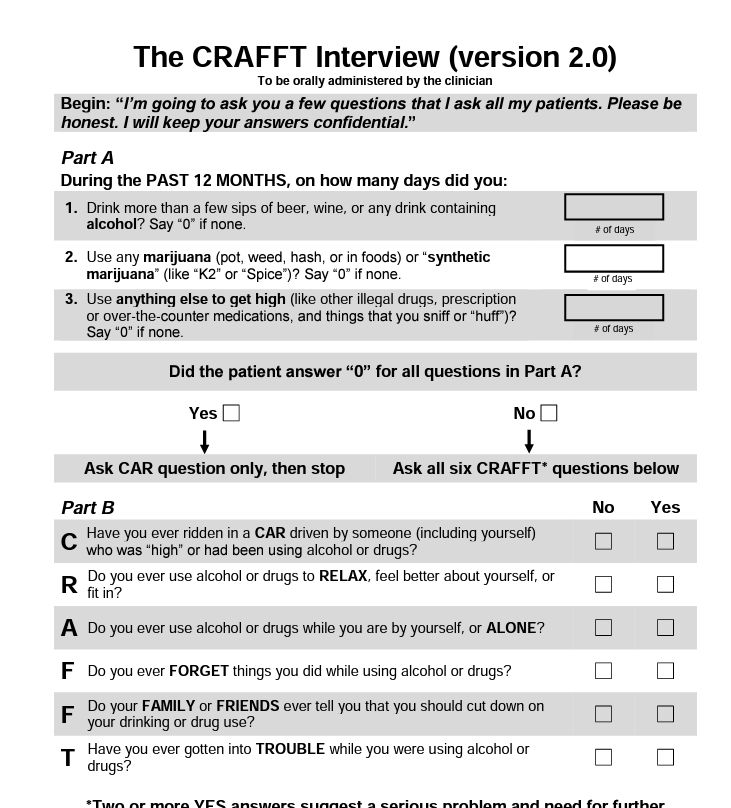 The CRAFFT Interview (version 2.0)
To be orally administered by the clinician
Begin: “I’m going to ask you a few questions that I ask all my patients. Please be
honest. I will keep your answers confidential.”
Part A
During the PAST 12 MONTHS, on how many days did you:
1. Drink more than a few sips of beer, wine, or any drink containing
alcohol? Say “0” if none.
# of days
2. Use any marijuana (pot, weed, hash, or in foods) or “synthetic
marijuana” (like “K2” or “Spice”)? Say “0” if none.
# of days
3. Use anything else to get high (like other illegal drugs, prescription
or over-the-counter medications, and things that you sniff or “huff”)?
Say “0” if none.
# of days
Did the patient answer “0” for all questions in Part A?
Yes No
Ask CAR question only, then stop Ask all six CRAFFT* questions below
Part B No Yes
C Have you ever ridden in a CAR driven by someone (including yourself)
who was “high” or had been using alcohol or drugs?
R Do you ever use alcohol or drugs to RELAX, feel better about yourself, or
fit in?
A Do you ever use alcohol or drugs while you are by yourself, or ALONE?
F Do you ever FORGET things you did while using alcohol or drugs?
F Do your FAMILY or FRIENDS ever tell you that you should cut down on
your drinking or drug use?
T Have you ever gotten into TROUBLE while you were using alcohol or
drugs?
*Two or more YES answers suggest a serious problem and need for further